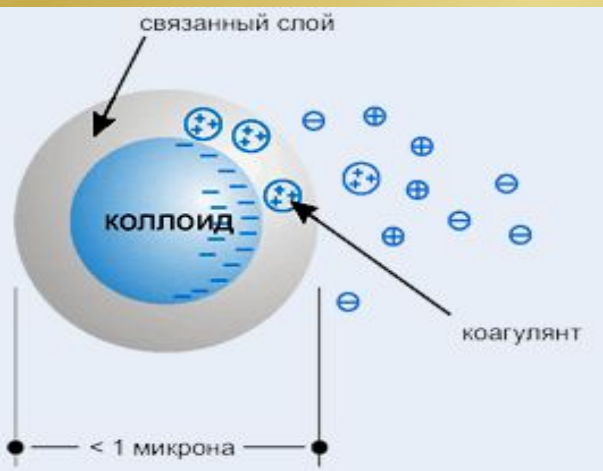 связанный слой
коллоид
коагулянт
< 1 микрона